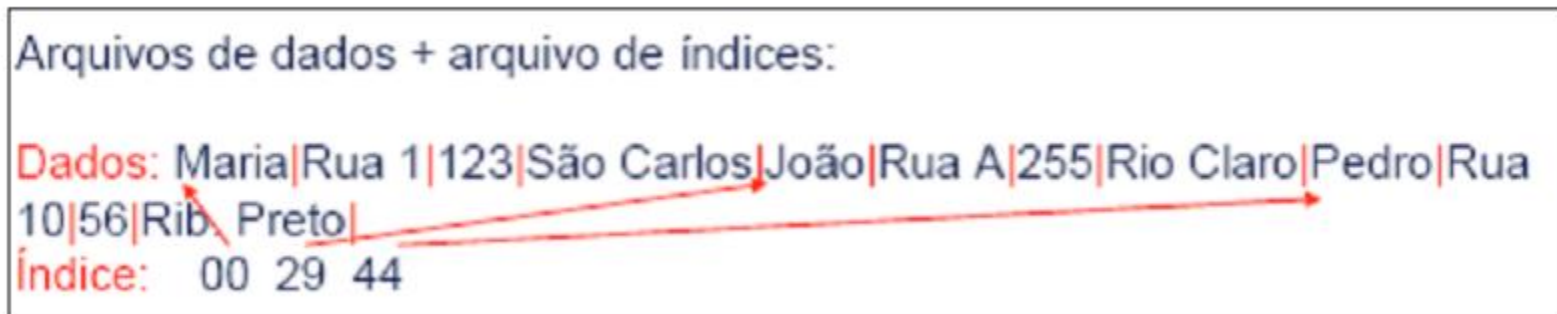 Arquivos de dados + arquivo de índices:
Dados: Maria|Rua 1|123|São Carlos|João|Rua A|255|Rio Claro|Pedro|Rua
10|56|Rib. Preto|
Índice: 00 29 44